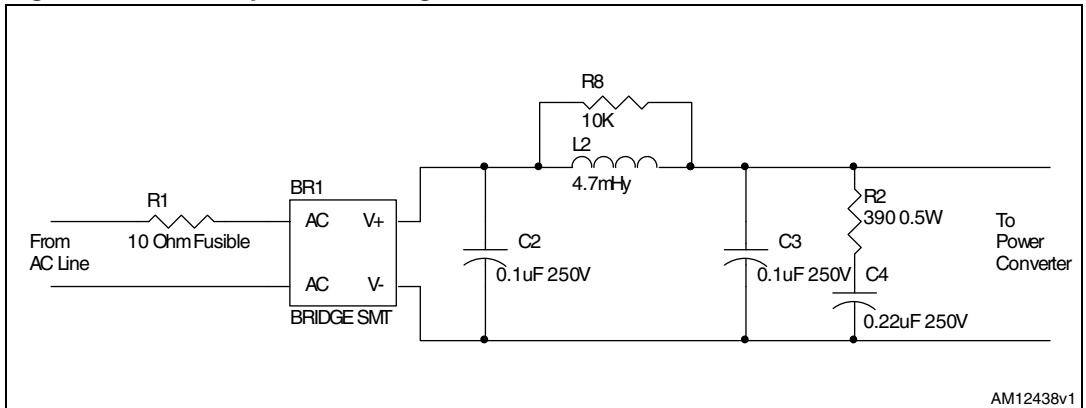 R8
10K
L2
4.7mHy
R1
10 Ohm Fusible
From
AC Line
BR1
AC V+
AC V-
BRIDGE SMT
C2
0.1uF 250V
C3
0.1uF 250V
R2
390 0.5W
C4
0.22uF 250V
To
Power
Converter
AM12438v1